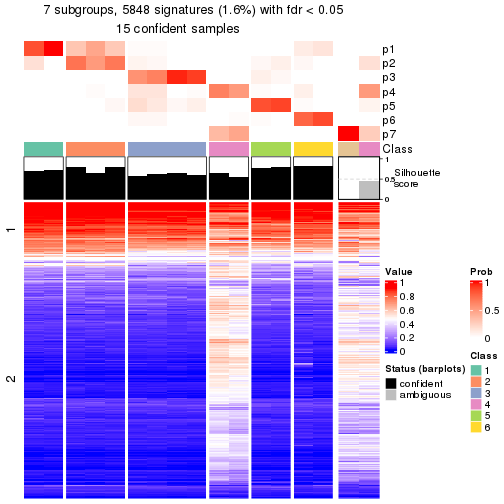 7 subgroups, 5848 signatures (1.6%) with fdr < 0.05
15 confident samples
p1
p2
p3
p4
p5
p6
p7
Class
1
0.5
0
Silhouette
score
1
2
Value
1
0.8
0.6
0.4
0.2
0
Prob
1
0.5
0
Status (barplots)
confident
ambiguous
Class
1
2
3
4
5
6